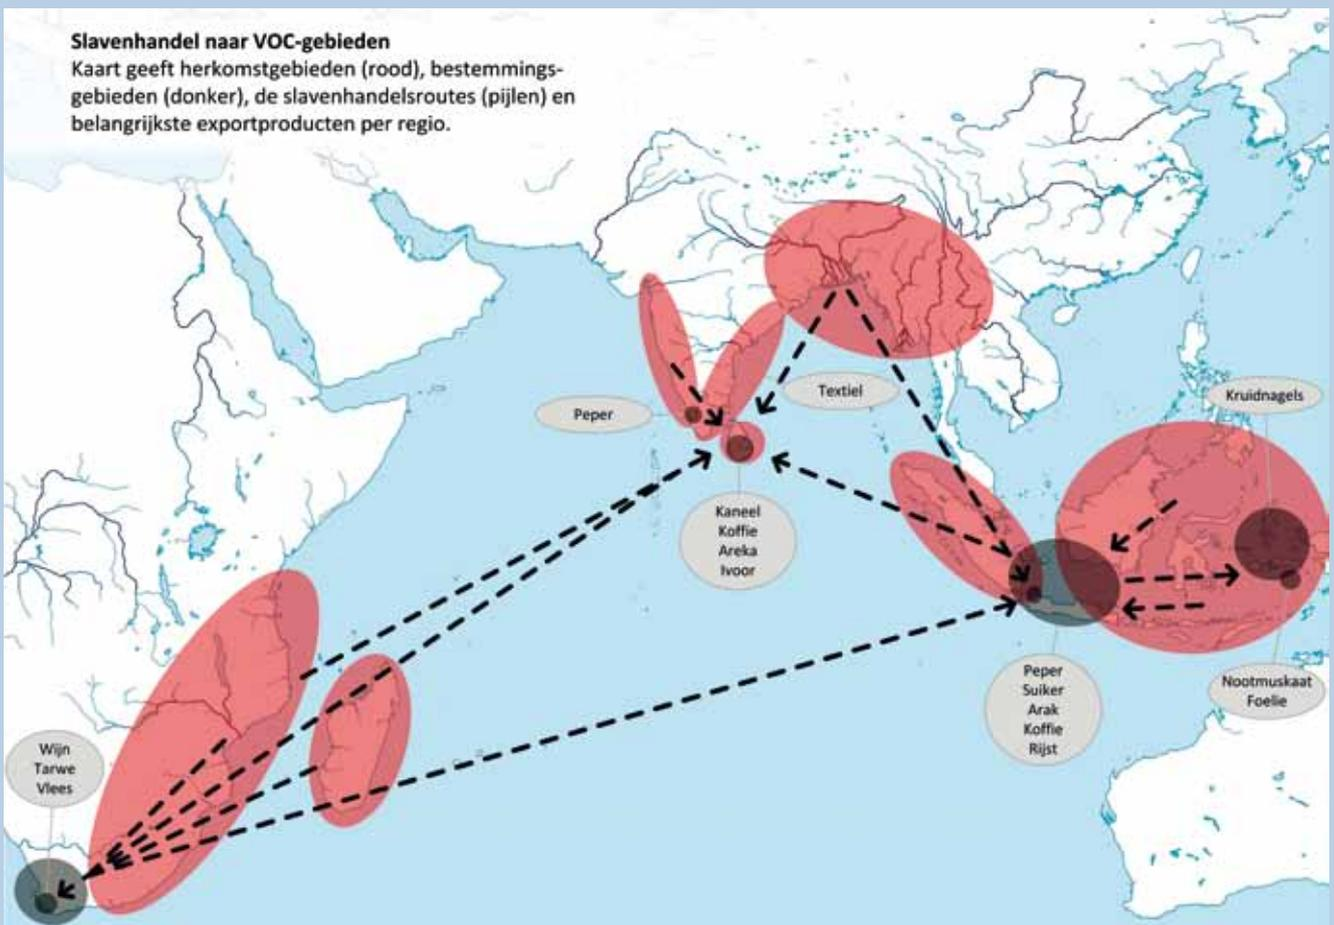 Slavenhandel naar VOC-gebieden
Kaart geeft herkomstgebieden (rood), bestemmings-
gebieden (donker), de slavenhandelsroutes (pijlen) en
belangrijkste exportproducten per regio.
Peper
Textiel
Kruidnagels
Kaneel
Koffie
Areka
Ivoor
Peper
Suiker
Arak
Koffie
Rijst
Nootmuskaat
Foelie
Wijn
Tarwe
Vlees